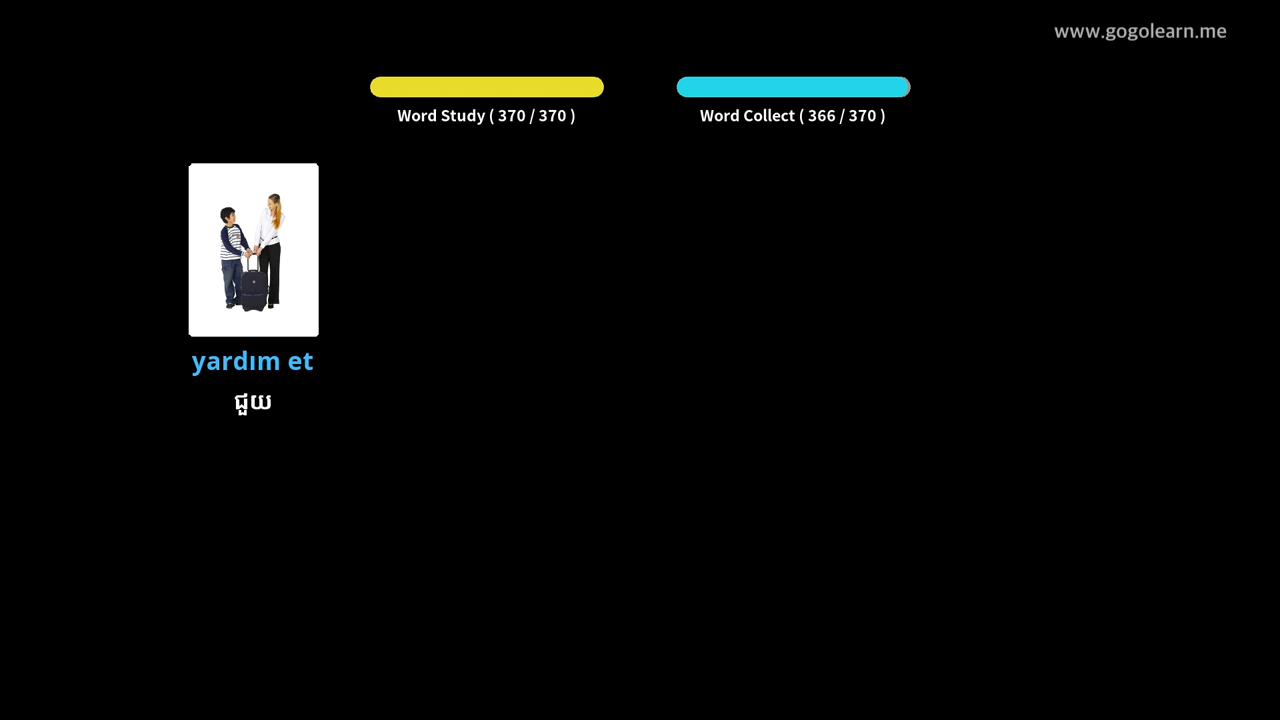 www.gogolearn.me
Word Study ( 370 / 370 )
Word Collect ( 366 / 370 )
yardım et
ជួយ